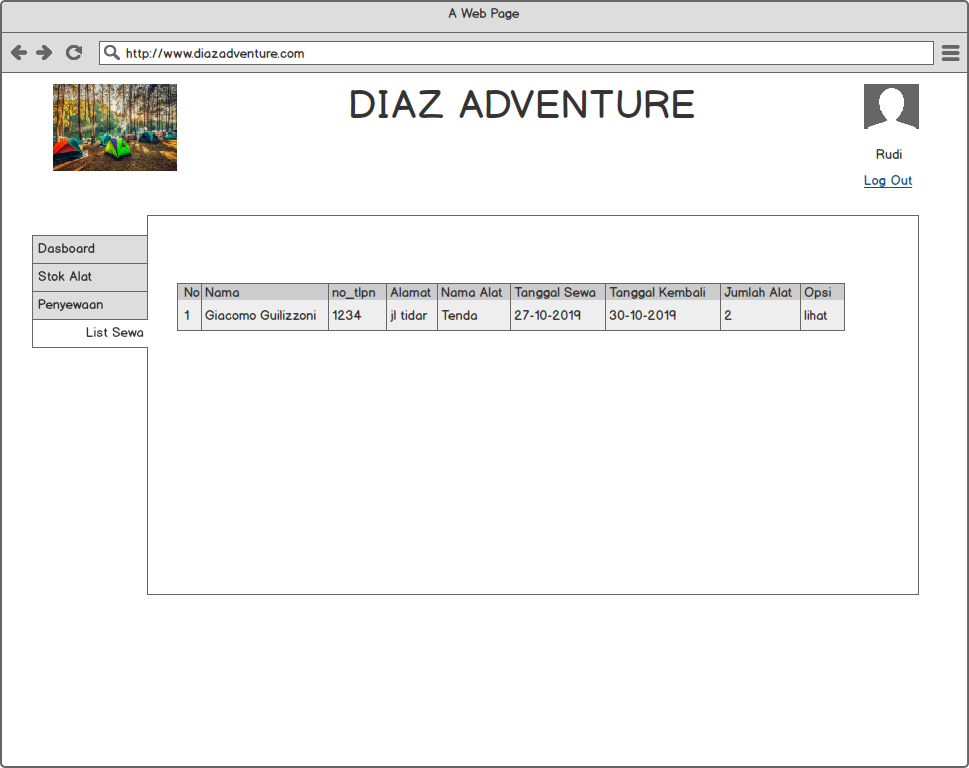 A Web Page
http://www.diazadventure.com
DIAZ ADVENTURE
Rudi
Log Out
Dasboard
Stok Alat
Penyewaan
List Sewa
No Nama no_tlpn Alamat Nama Alat Tanggal Sewa Tanggal Kembali Jumlah Alat Opsi
1 Giacomo Guilizzoni 1234 jl tidar Tenda 27-10-2019 30-10-2019 2 lihat